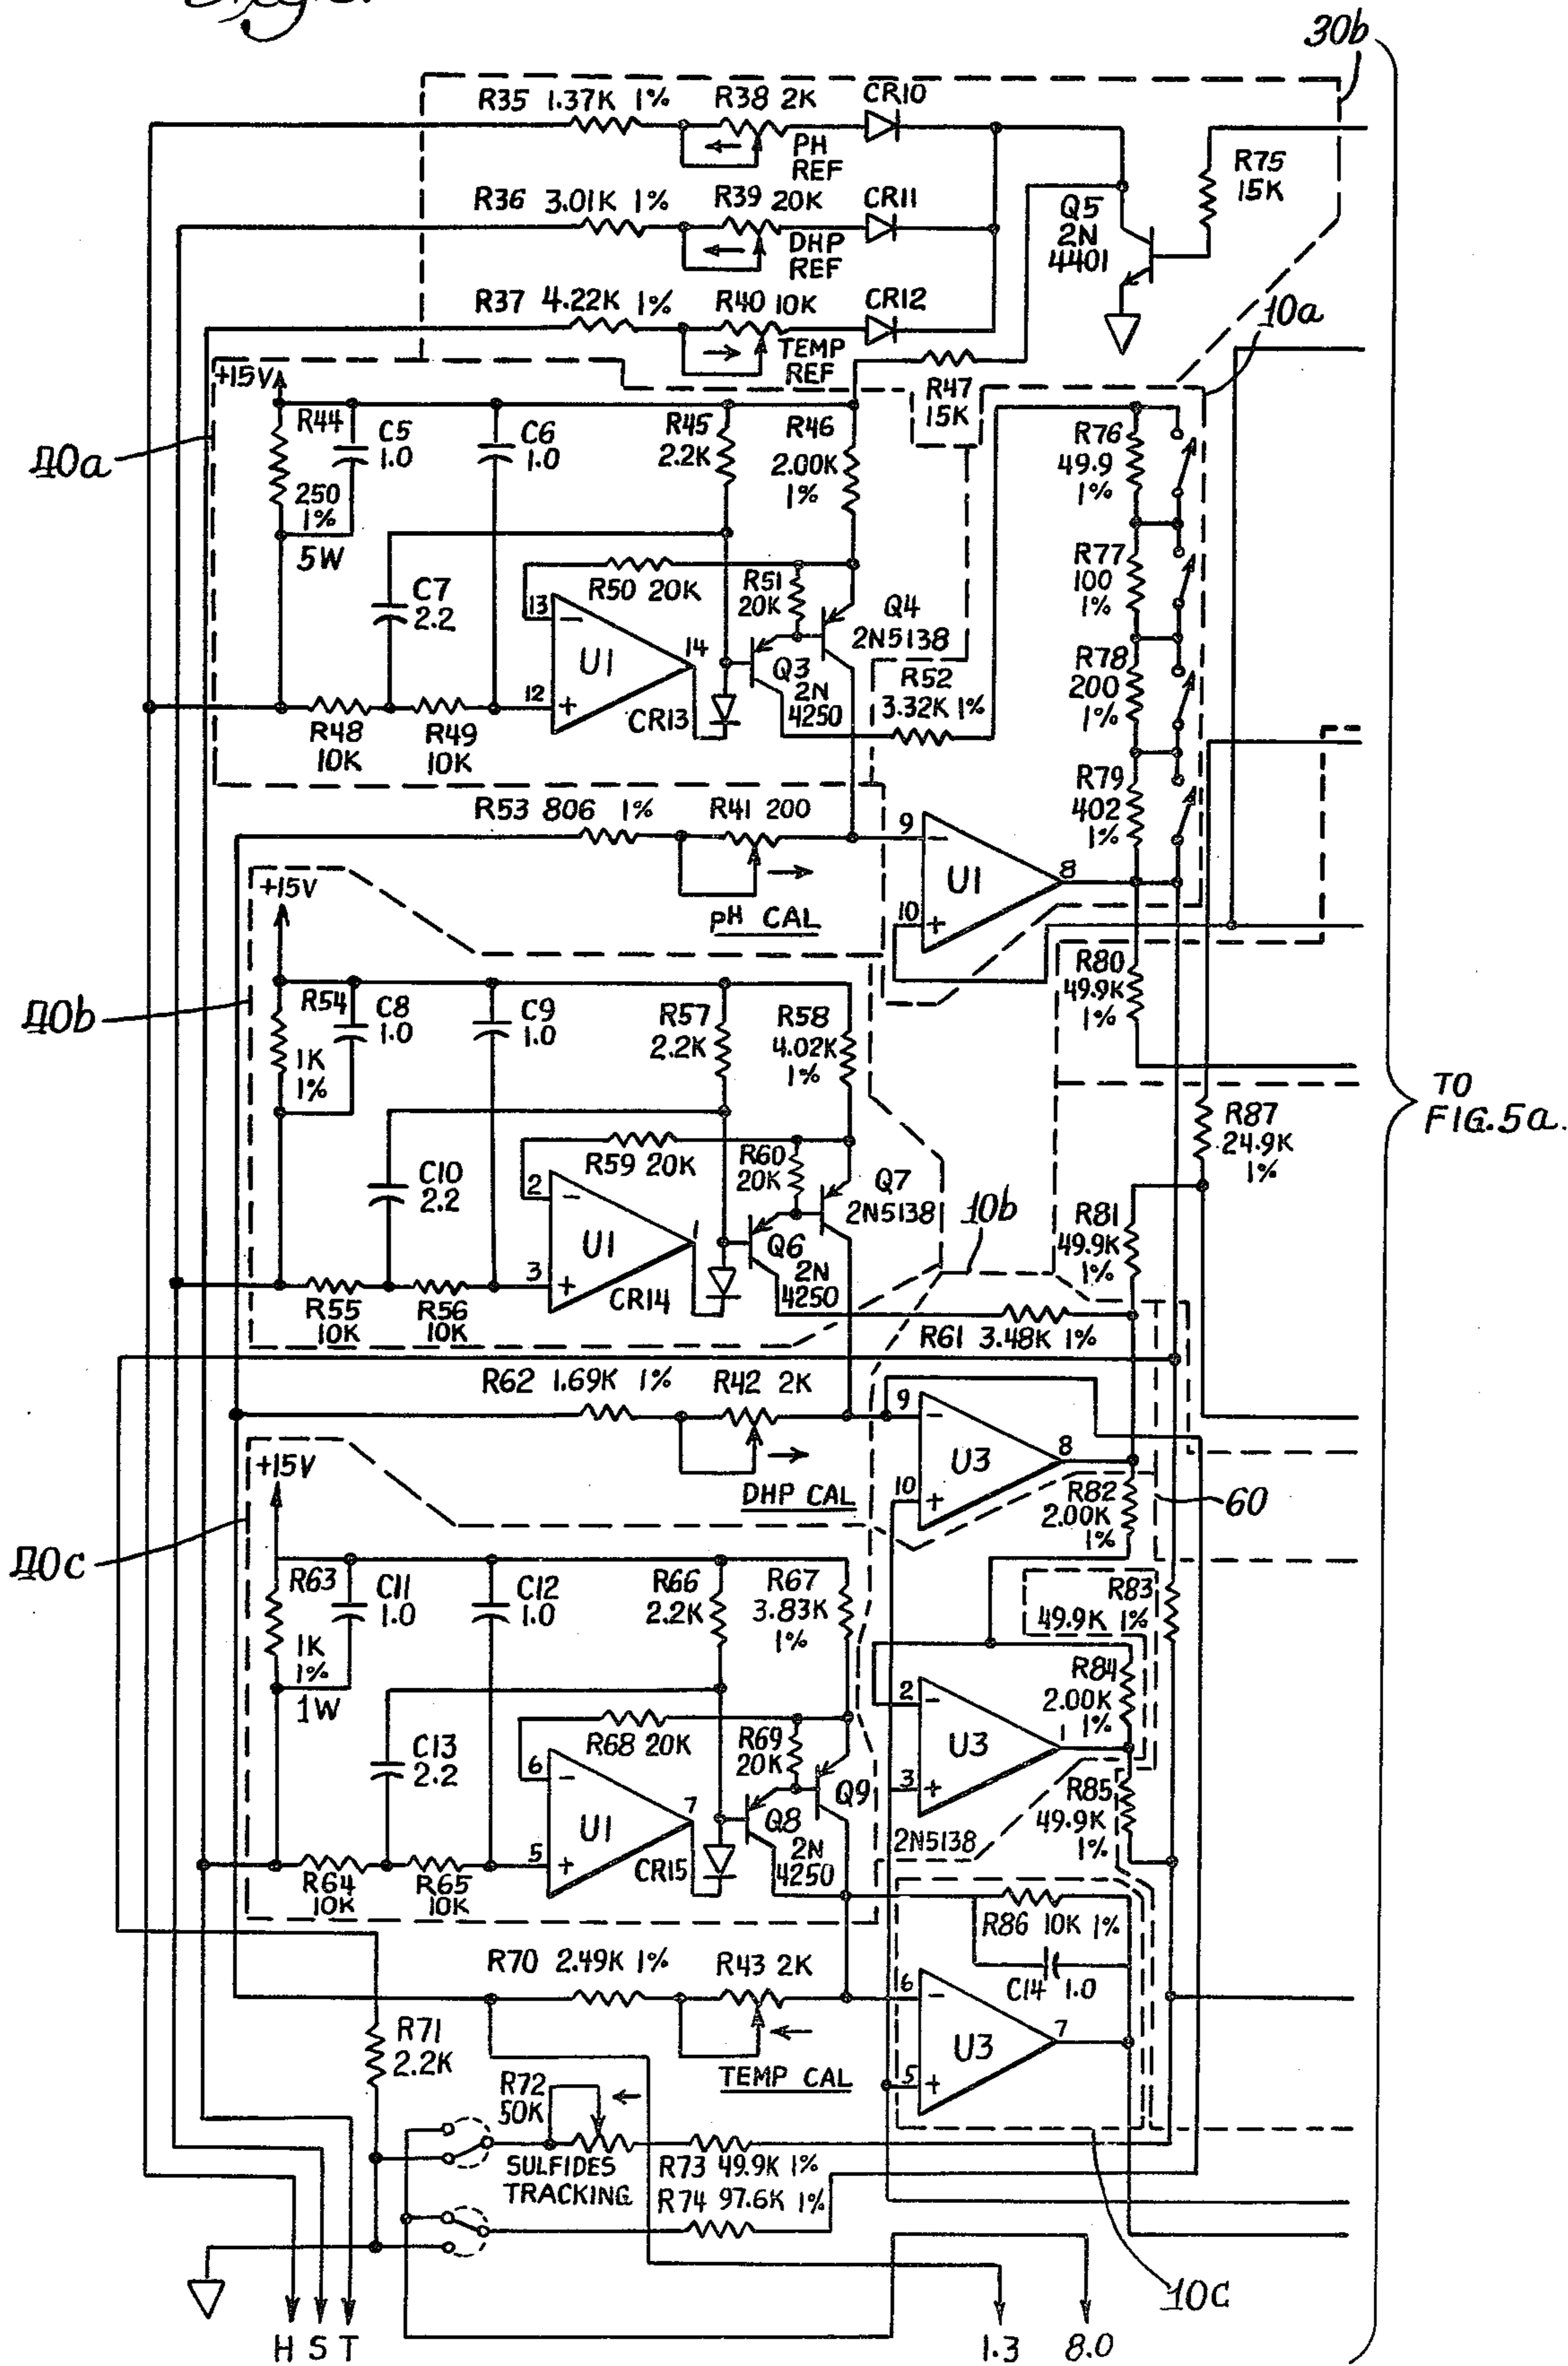 30b
R35 1.37K 1% R38 2K CR10
PH
REF
R75
15K
R36 3.01K 1% R39 20K CR11
DHP
REF
Q5
2N
4401
R37 4.22K 1% R40 10K CR12
TEMP
REF
10a
+15V
R47
15K
R44
250
1%
5W
C5
1.0
C6
1.0
R45
2.2K
R46
2.00K
1%
R76
49.9
1%
40a
C7
2.2
R50 20K
R51
20K
Q4
2N5138
R77
100
1%
13
−
U1
14
12
+
CR13
Q3
2N
4250
R52
3.32K 1%
R78
200
1%
R48
10K
R49
10K
R79
402
1%
R53 806 1% R41 200
pH CAL
9
−
U1
8
10
+
+15V
R80
49.9K
1%
40b
R54
1K
1%
C8
1.0
C9
1.0
R57
2.2K
R58
4.02K
1%
TO
FIG.5a.
R87
24.9K
1%
C10
2.2
R59 20K
R60
20K
Q7
2N5138
10b
R81
49.9K
1%
2
−
U1
1
3
+
CR14
Q6
2N
4250
R55
10K
R56
10K
R61 3.48K 1%
R62 1.69K 1% R42 2K
DHP CAL
9
−
U3
8
10
+
R82
2.00K
1%
60
+15V
40c
R63
1K
1%
1W
C11
1.0
C12
1.0
R66
2.2K
R67
3.83K
1%
R83
49.9K 1%
R84
2.00K
1%
2
−
U3
1
3
+
C13
2.2
R68 20K
R69
20K
Q9
2N5138
R85
49.9K
1%
6
−
U1
7
5
+
CR15
Q8
2N
4250
R64
10K
R65
10K
R86 10K 1%
C14 1.0
R70 2.49K 1% R43 2K
TEMP CAL
6
−
U3
7
5
+
R71
2.2K
R72
50K
SULFIDES
TRACKING
R73 49.9K 1%
R74 97.6K 1%
10c
H S T
1.3
8.0